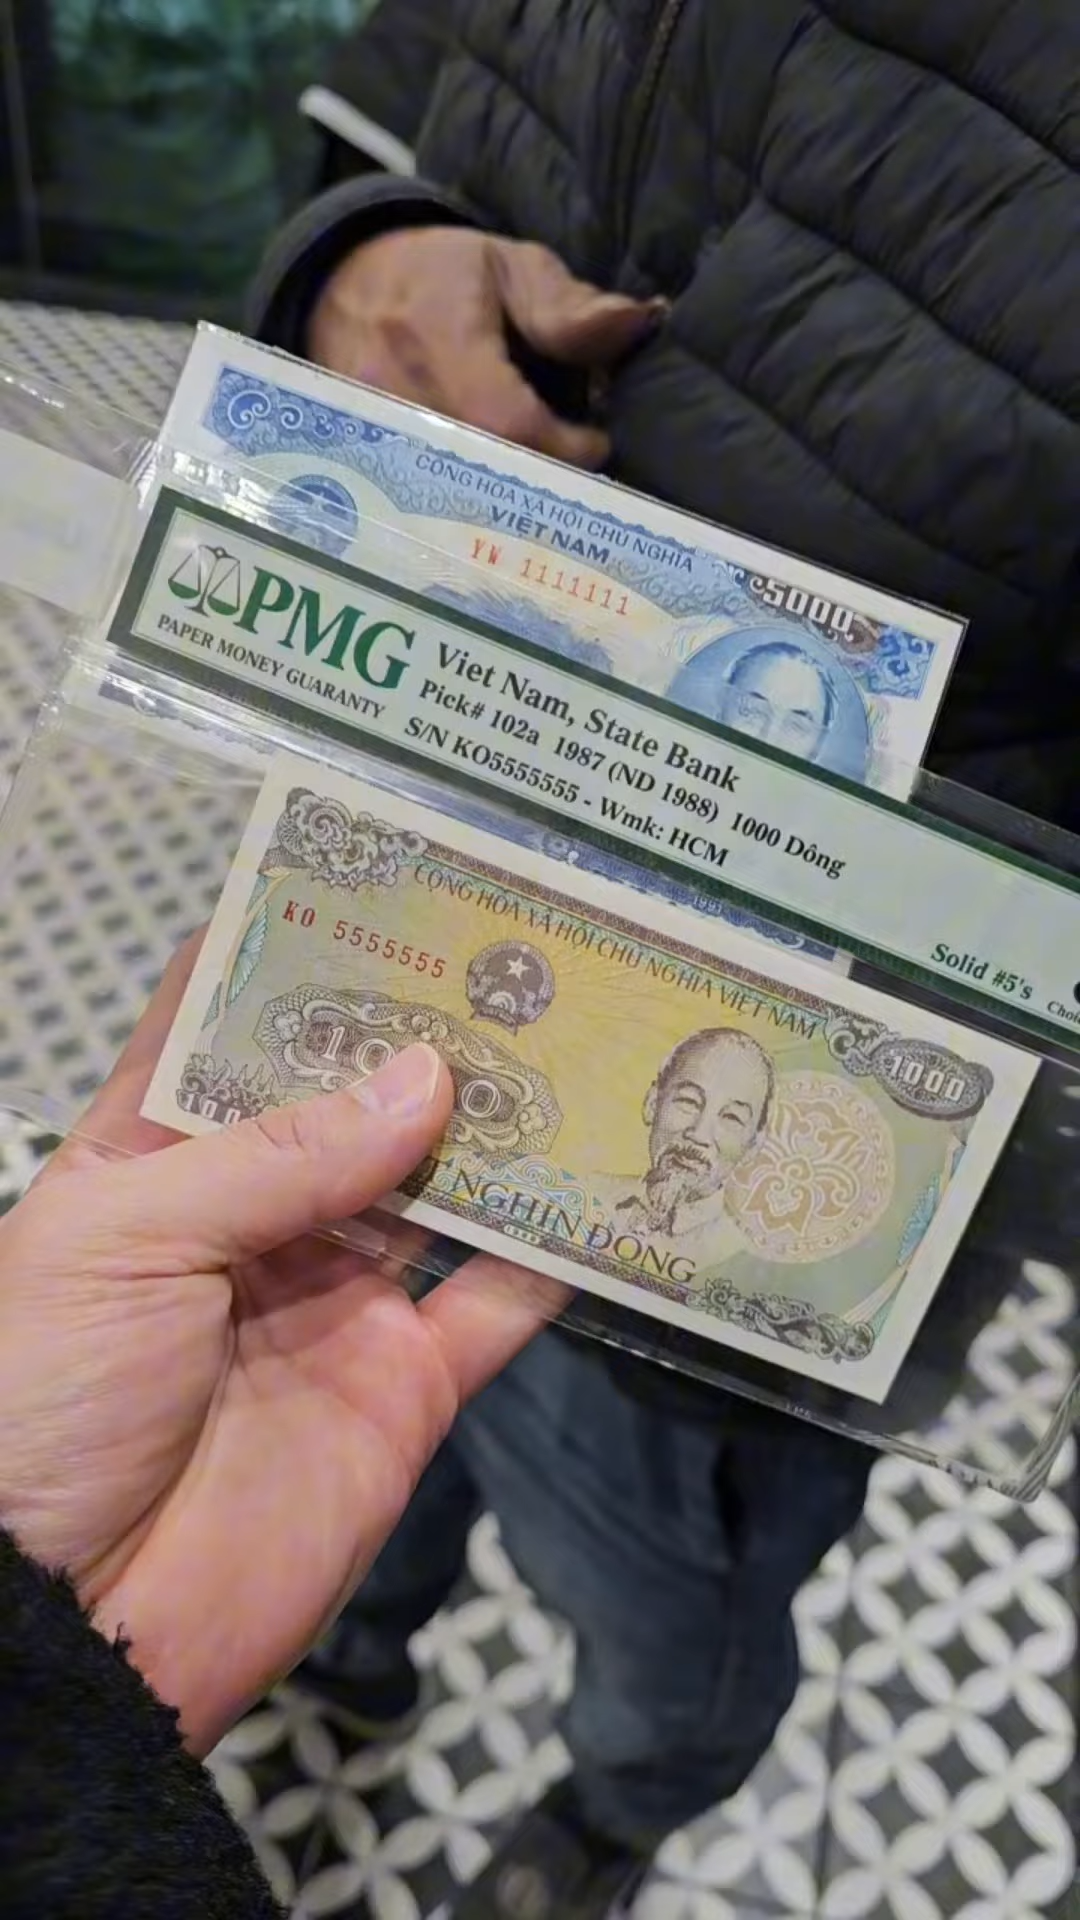 CỘNG HÒA XÃ HỘI CHỦ NGHĨA
VIỆT NAM
YW 1111111
5000
PMG
PAPER MONEY GUARANTY
Viet Nam, State Bank
Pick# 102a 1987 (ND 1988) 1000 Dông
S/N KO5555555 - Wmk: HCM
Solid #5's
1991
CỘNG HÒA XÃ HỘI CHỦ NGHĨA VIỆT NAM
KO 5555555
1000
NGHÌN ĐỒNG